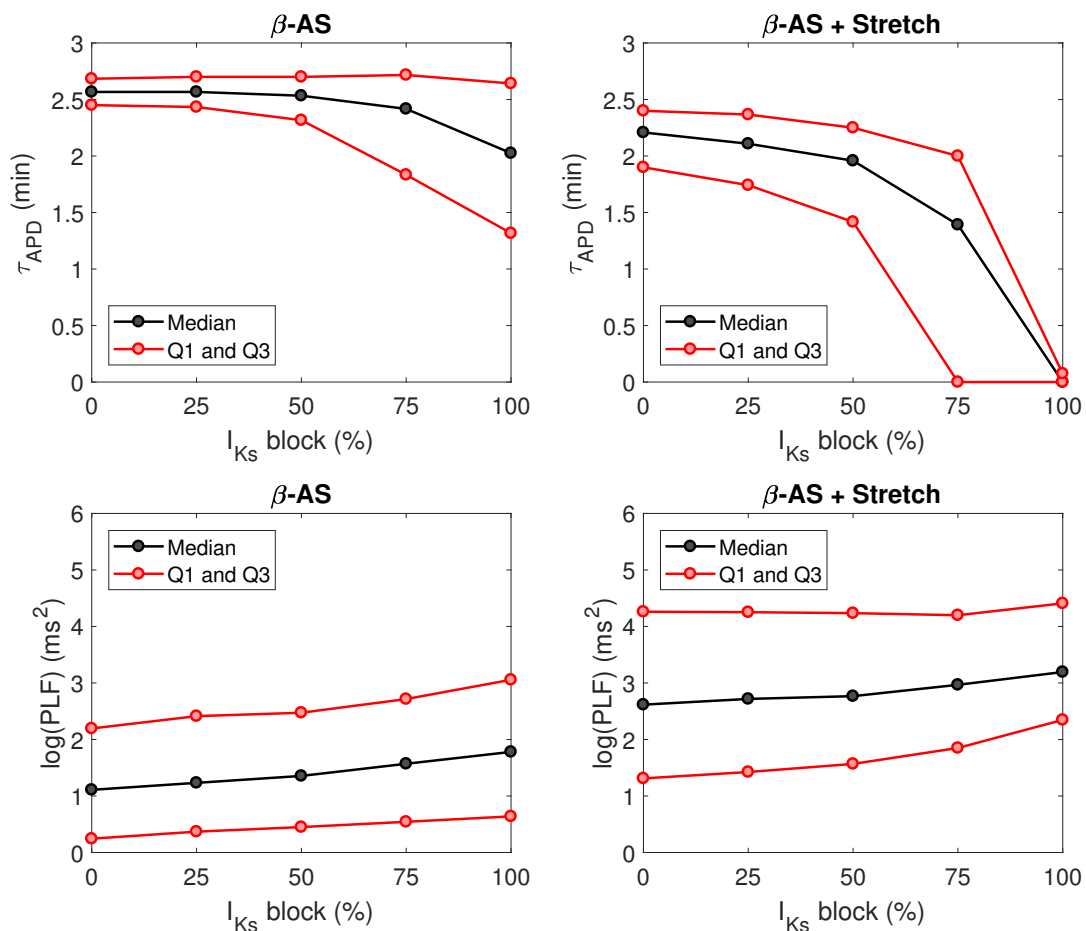 β-AS
3
2.5
2
1.5
1
0.5
0
τAPD (min)
Median
Q1 and Q3
0 25 50 75 100
IKs block (%)
β-AS + Stretch
3
2.5
2
1.5
1
0.5
0
τAPD (min)
Median
Q1 and Q3
0 25 50 75 100
IKs block (%)
β-AS
6
5
4
3
2
1
0
log(PLF) (ms²)
Median
Q1 and Q3
0 25 50 75 100
IKs block (%)
β-AS + Stretch
6
5
4
3
2
1
0
log(PLF) (ms²)
Median
Q1 and Q3
0 25 50 75 100
IKs block (%)